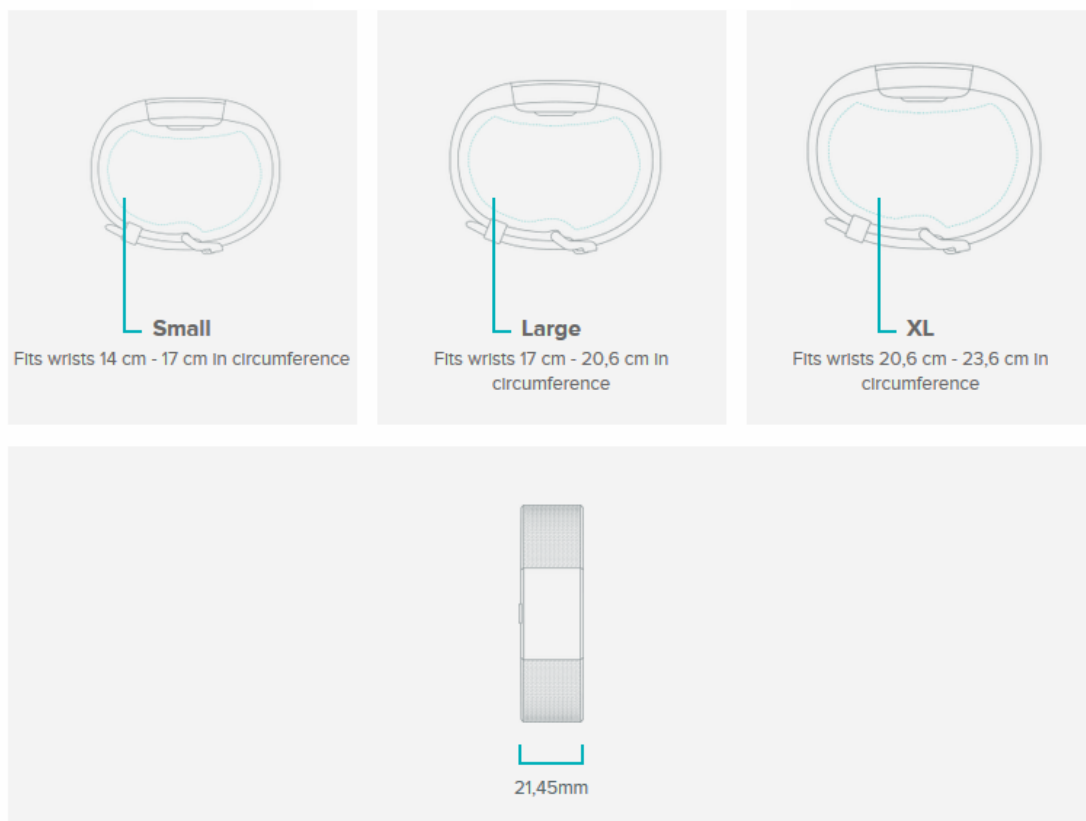 Small
Fits wrists 14 cm - 17 cm in circumference
Large
Fits wrists 17 cm - 20,6 cm in
circumference
XL
Fits wrists 20,6 cm - 23,6 cm in
circumference
21,45mm